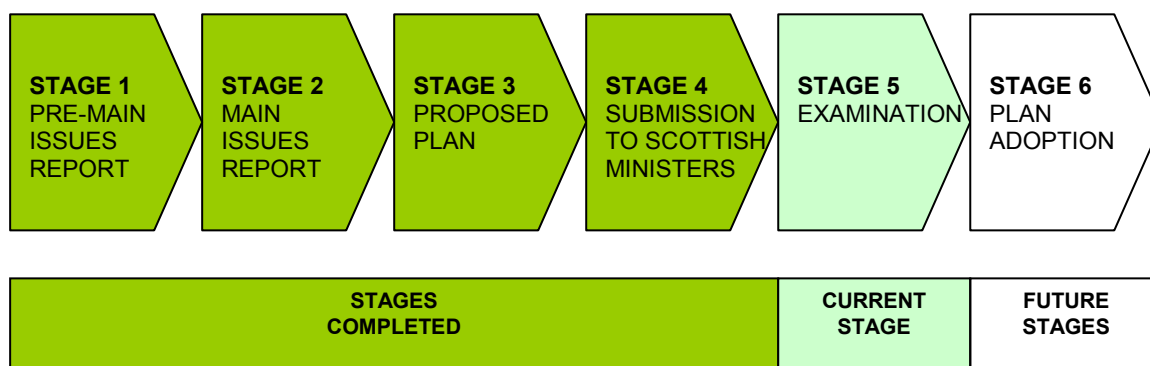 STAGE 1
PRE-MAIN
ISSUES
REPORT
STAGE 2
MAIN
ISSUES
REPORT
STAGE 3
PROPOSED
PLAN
STAGE 4
SUBMISSION
TO SCOTTISH
MINISTERS
STAGE 5
EXAMINATION
STAGE 6
PLAN
ADOPTION
STAGES
COMPLETED
CURRENT
STAGE
FUTURE
STAGES